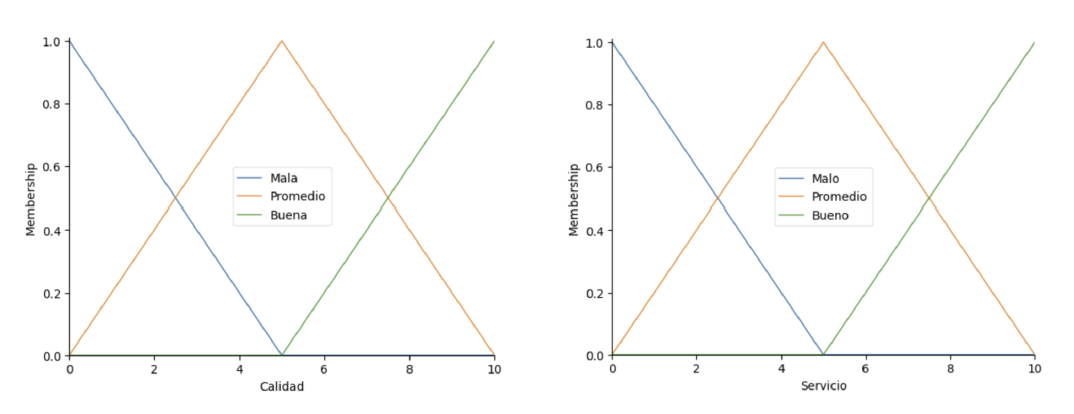 1.0
0.8
0.6
0.4
0.2
0.0
Membership
Mala
Promedio
Buena
0 2 4 6 8 10
Calidad
1.0
0.8
0.6
0.4
0.2
0.0
Membership
Malo
Promedio
Bueno
0 2 4 6 8 10
Servicio